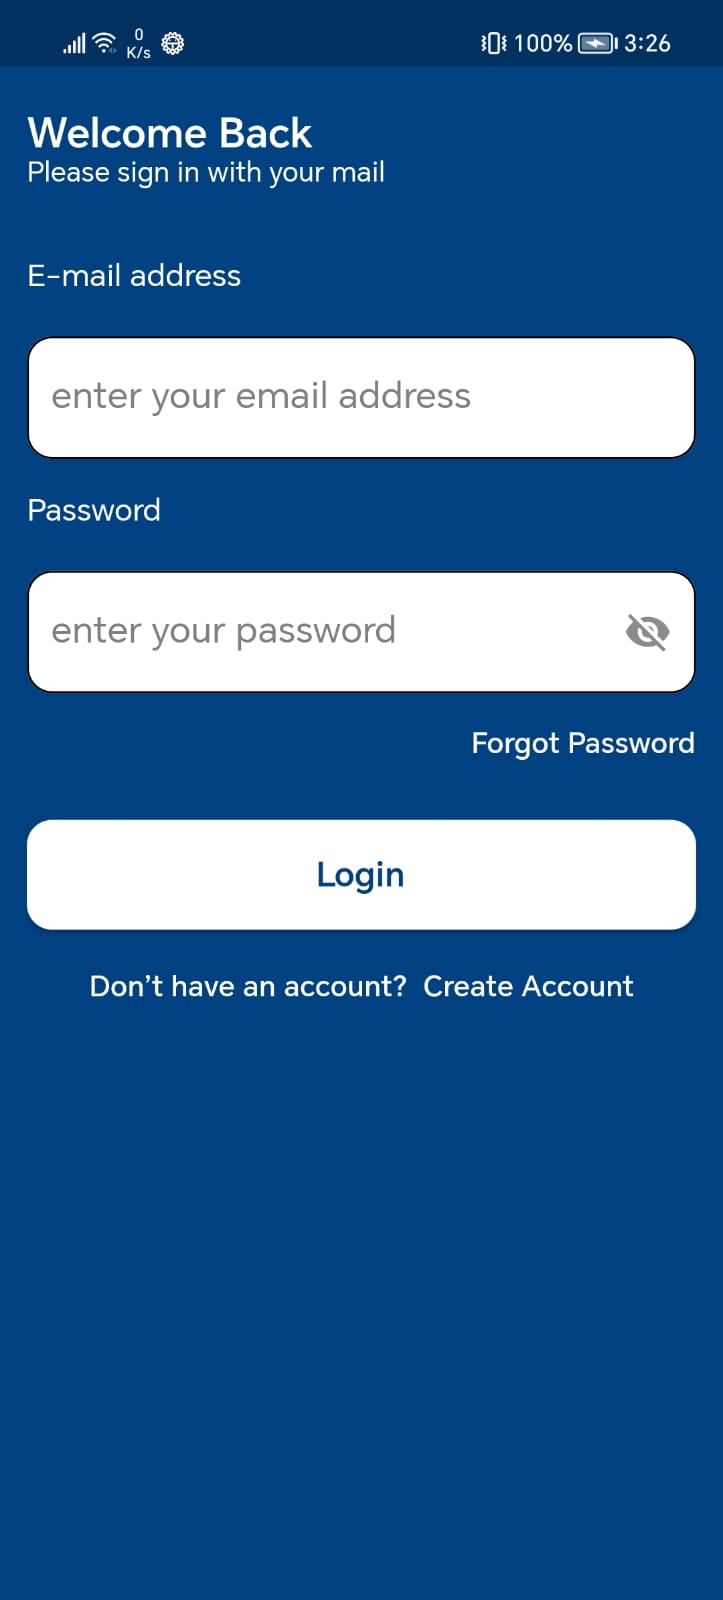 0
K/s
100%
3:26
Welcome Back
Please sign in with your mail
E-mail address
enter your email address
Password
enter your password
Forgot Password
Login
Don’t have an account? Create Account